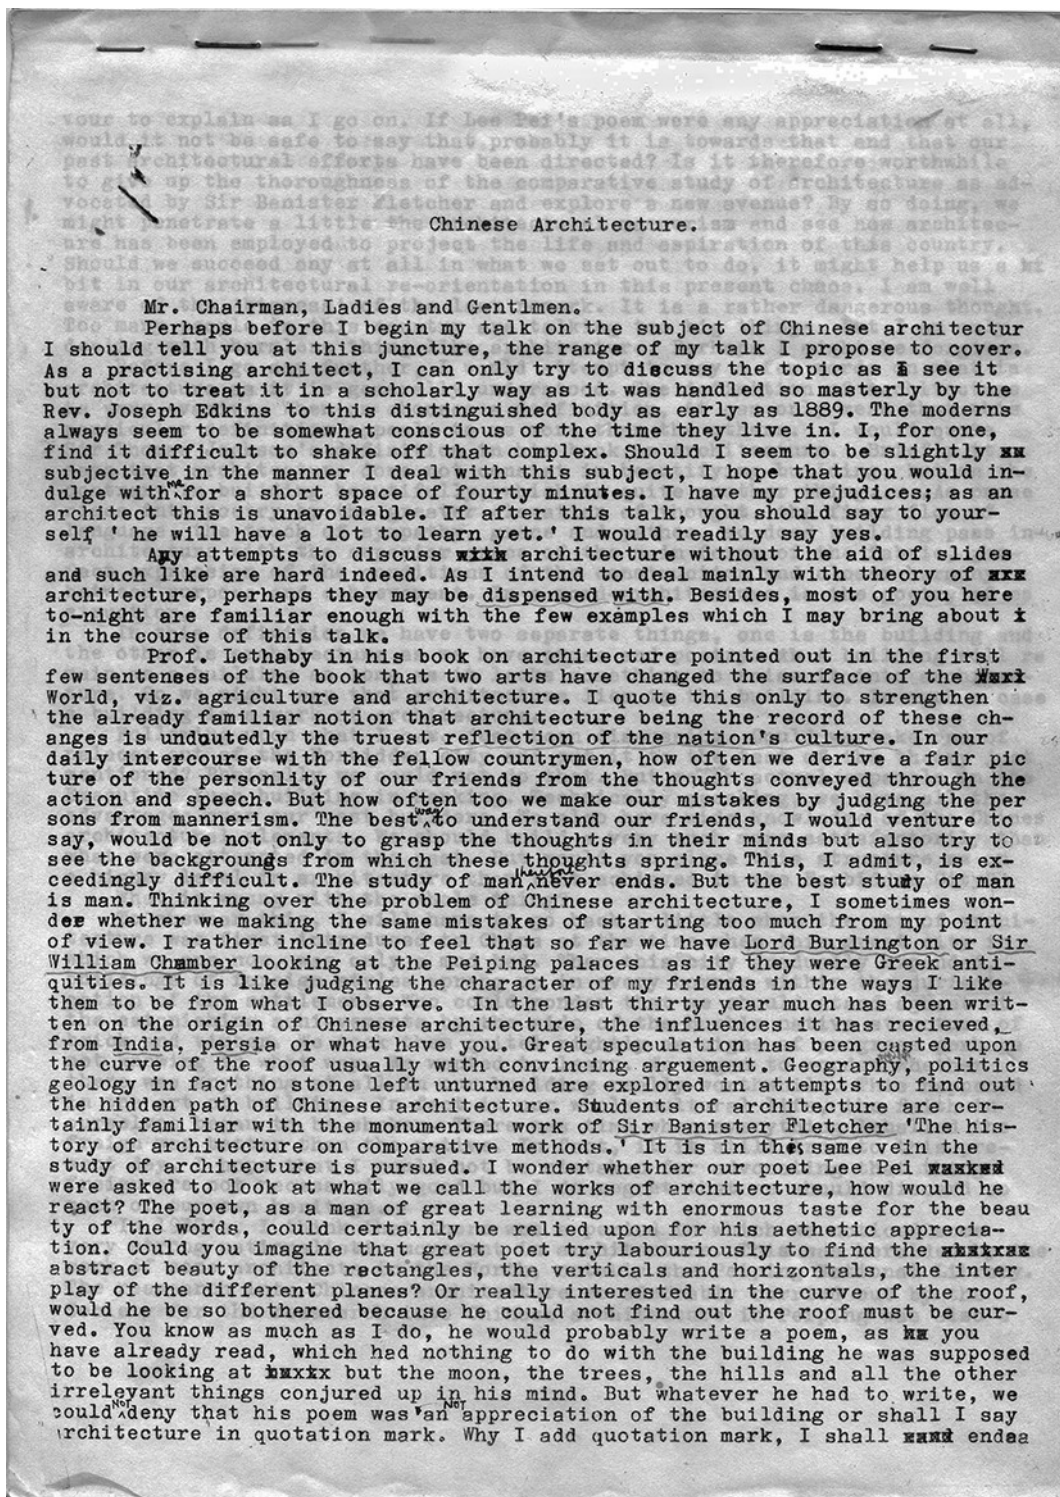 Chinese Architecture.
Mr. Chairman, Ladies and Gentlmen.
Perhaps before I begin my talk on the subject of Chinese architectur
I should tell you at this juncture, the range of my talk I propose to cover.
As a practising architect, I can only try to discuss the topic as I see it
but not to treat it in a scholarly way as it was handled so masterly by the
Rev. Joseph Edkins to this distinguished body as early as 1889. The moderns
always seem to be somewhat conscious of the time they live in. I, for one,
find it difficult to shake off that complex. Should I seem to be slightly
subjective in the manner I deal with this subject, I hope that you would in-
dulge with me for a short space of fourty minutes. I have my prejudices; as an
architect this is unavoidable. If after this talk, you should say to your-
self, ' he will have a lot to learn yet.' I would readily say yes.
Any attempts to discuss architecture without the aid of slides
and such like are hard indeed. As I intend to deal mainly with theory of
architecture, perhaps they may be dispensed with. Besides, most of you here
to-night are familiar enough with the few examples which I may bring about
in the course of this talk.
Prof. Lethaby in his book on architecture pointed out in the first
few sentenses of the book that two arts have changed the surface of the
World, viz. agriculture and architecture. I quote this only to strengthen
the already familiar notion that architecture being the record of these ch-
anges is undoutedly the truest reflection of the nation's culture. In our
daily intercourse with the fellow countrymen, how often we derive a fair pic
ture of the personlity of our friends from the thoughts conveyed through the
action and speech. But how often too we make our mistakes by judging the per
sons from mannerism. The best way to understand our friends, I would venture to
say, would be not only to grasp the thoughts in their minds but also try to
see the backgrounds from which these thoughts spring. This, I admit, is ex-
ceedingly difficult. The study of man therefore never ends. But the best study of man
is man. Thinking over the problem of Chinese architecture, I sometimes won-
der whether we making the same mistakes of starting too much from my point
of view. I rather incline to feel that so far we have Lord Burlington or Sir
William Chamber looking at the Peiping palaces as if they were Greek anti-
quities. It is like judging the character of my friends in the ways I like
them to be from what I observe. In the last thirty year much has been writ-
ten on the origin of Chinese architecture, the influences it has recieved,
from India, persia or what have you. Great speculation has been casted upon
the curve of the roof usually with convincing arguement. Geography, politics
geology in fact no stone left unturned are explored in attempts to find out
the hidden path of Chinese architecture. Students of architecture are cer-
tainly familiar with the monumental work of Sir Banister Fletcher 'The his-
tory of architecture on comparative methods.' It is in this same vein the
study of architecture is pursued. I wonder whether our poet Lee Pei
were asked to look at what we call the works of architecture, how would he
react? The poet, as a man of great learning with enormous taste for the beau
ty of the words, could certainly be relied upon for his aethetic apprecia-
tion. Could you imagine that great poet try labouriously to find the
abstract beauty of the rectangles, the verticals and horizontals, the inter
play of the different planes? Or really interested in the curve of the roof,
would he be so bothered because he could not find out the roof must be cur-
ved. You know as much as I do, he would probably write a poem, as you
have already read, which had nothing to do with the building he was supposed
to be looking at but the moon, the trees, the hills and all the other
irrelevant things conjured up in his mind. But whatever he had to write, we
could NOT deny that his poem was an NOT appreciation of the building or shall I say
rchitecture in quotation mark. Why I add quotation mark, I shall endea